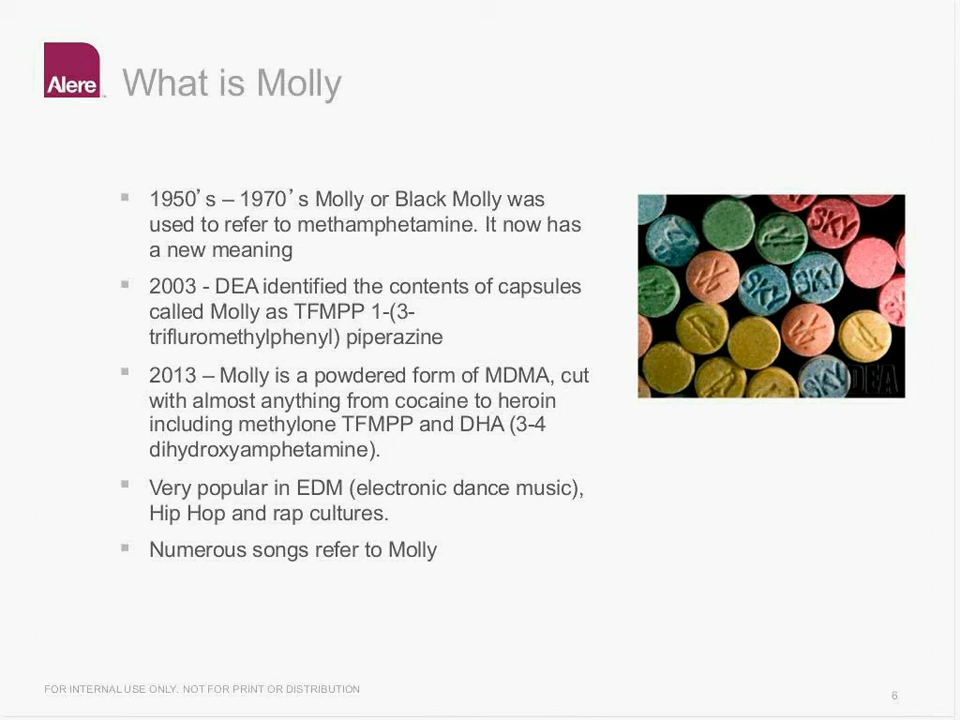 Alere
What is Molly
1950’s – 1970’s Molly or Black Molly was
used to refer to methamphetamine. It now has
a new meaning
2003 - DEA identified the contents of capsules
called Molly as TFMPP 1-(3-
trifluromethylphenyl) piperazine
2013 – Molly is a powdered form of MDMA, cut
with almost anything from cocaine to heroin
including methylone TFMPP and DHA (3-4
dihydroxyamphetamine).
Very popular in EDM (electronic dance music),
Hip Hop and rap cultures.
Numerous songs refer to Molly
SKY
SKY
SKY
SKY
DEA
FOR INTERNAL USE ONLY. NOT FOR PRINT OR DISTRIBUTION
6